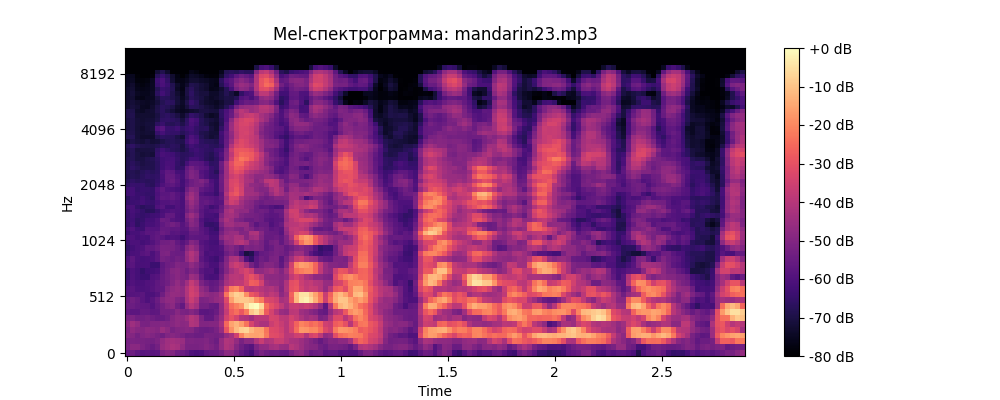 Mel-спектрограмма: mandarin23.mp3
Hz
8192
4096
2048
1024
512
0
0
0.5
1
1.5
2
2.5
Time
+0 dB
-10 dB
-20 dB
-30 dB
-40 dB
-50 dB
-60 dB
-70 dB
-80 dB